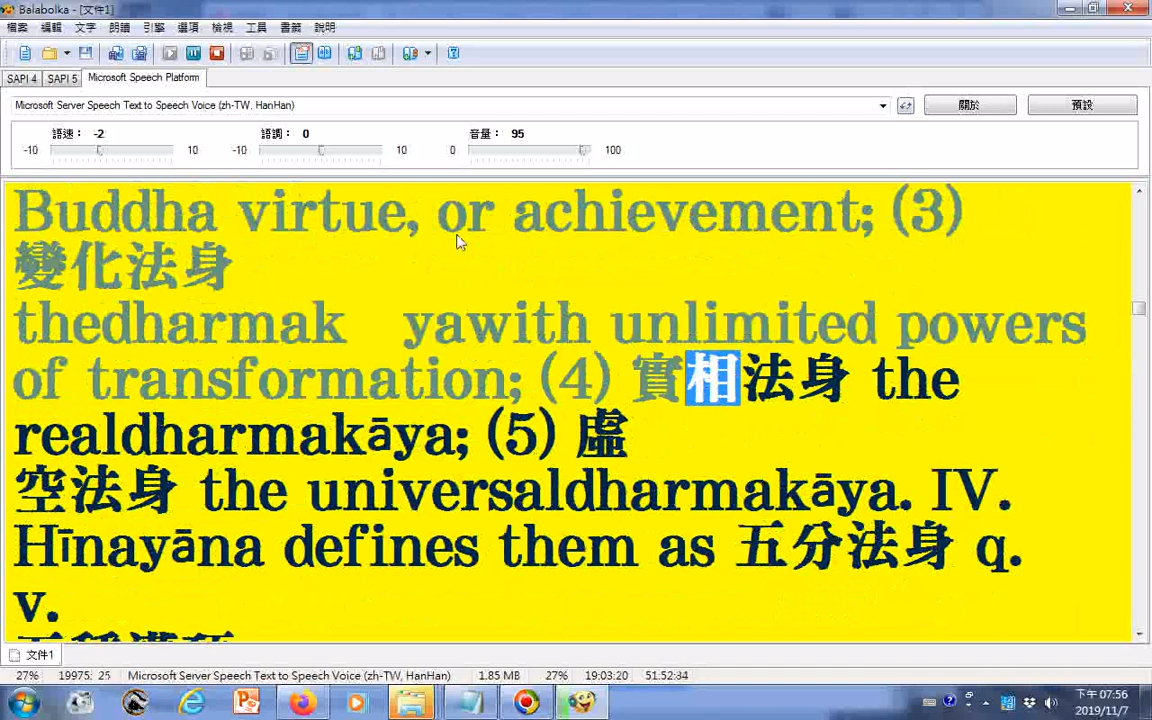 Balabolka - [文件1]
檔案 編輯 文字 朗讀 引擎 選項 檢視 工具 書籤 說明
SAPI 4 SAPI 5 Microsoft Speech Platform
Microsoft Server Speech Text to Speech Voice (zh-TW, HanHan) 關於 預設
語速： -2 語調： 0 音量： 95
-10 10 -10 10 0 100
Buddha virtue, or achievement; (3)
變化法身
thedharmak yawith unlimited powers
of transformation; (4) 實相法身 the
realdharmakāya; (5) 虛
空法身 the universaldharmakāya. IV.
Hīnayāna defines them as 五分法身 q.
v.
文件1
27% 19975: 25 Microsoft Server Speech Text to Speech Voice (zh-TW, HanHan) 1.85 MB 27% 19:03:20 51:52:34
下午 07:56
2019/11/7